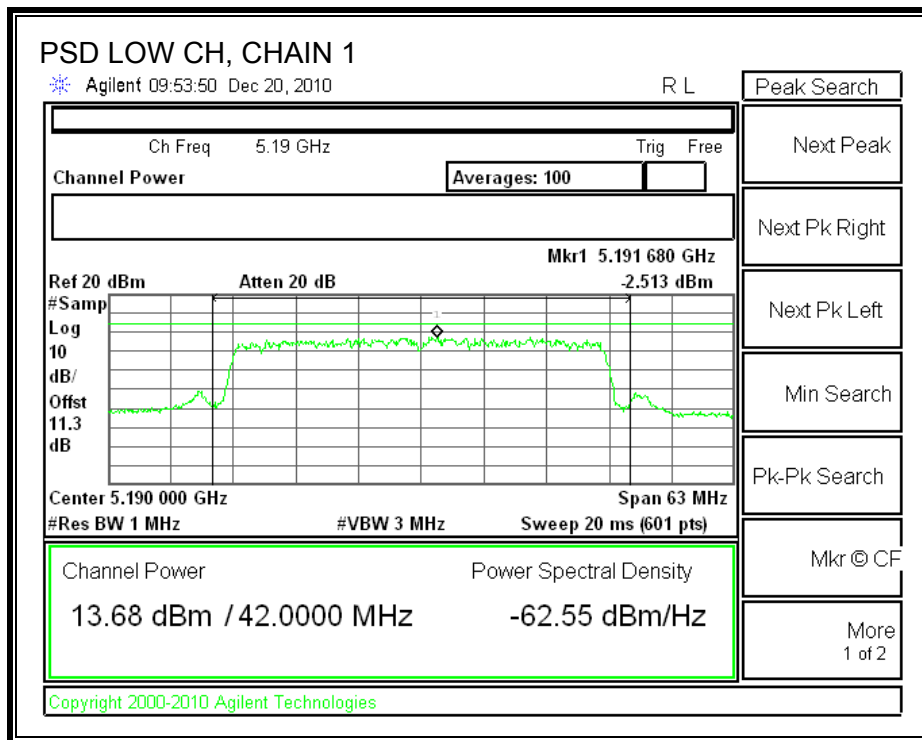 PSD LOW CH, CHAIN 1
Agilent 09:53:50 Dec 20, 2010 R L
Peak Search
Ch Freq 5.19 GHz Trig Free
Channel Power Averages: 100
Next Peak
Next Pk Right
Mkr1 5.191 680 GHz
Ref 20 dBm Atten 20 dB -2.513 dBm
#Samp
Log
10
dB/
Offst
11.3
dB
1
Next Pk Left
Min Search
Pk-Pk Search
Center 5.190 000 GHz Span 63 MHz
#Res BW 1 MHz #VBW 3 MHz Sweep 20 ms (601 pts)
Channel Power Power Spectral Density
13.68 dBm / 42.0000 MHz -62.55 dBm/Hz
Mkr © CF
More
1 of 2
Copyright 2000-2010 Agilent Technologies